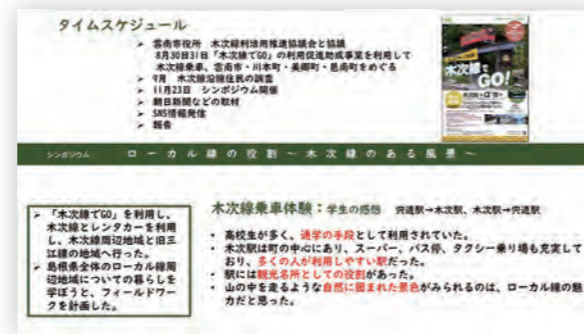 タイムスケジュール
➢ 雲南市役所 木次線利活用推進協議会と協議
8月30日31日「木次線でGO」の利用促進助成事業を利用して
木次線乗車、雲南市・川本町・美郷町・邑南町をめぐる
➢ 9月 木次線沿線住民の調査
➢ 11月23日 シンポジウム開催
➢ 朝日新聞などの取材
➢ SNS情報発信
➢ 報告
木次線で
GO!
シンポジウム ローカル線の役割～木次線のある風景～
➢ 「木次線でGO」を利用し、
木次線とレンタカーを利用
し、木次線周辺地域と旧三
江線の地域へ行った。
➢ 島根県全体のローカル線周
辺地域についての暮らしを
学ぼうと、フィールドワー
クを計画した。
木次線乗車体験：学生の感想 宍道駅→木次駅、木次駅→宍道駅
・ 高校生が多く、通学の手段として利用されていた。
・ 木次駅は町の中心にあり、スーパー、バス停、タクシー乗り場も充実して
おり、多くの人が利用しやすい駅だった。
・ 駅には観光名所としての役割があった。
・ 山の中を走るような自然に囲まれた景色がみられるのは、ローカル線の魅
力だと思った。